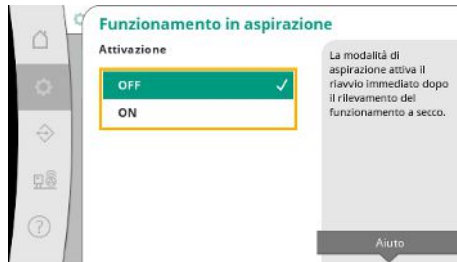 Funzionamento in aspirazione
Attivazione
OFF
ON
La modalità di
aspirazione attiva il
riavvio immediato dopo
il rilevamento del
funzionamento a secco.
Aiuto